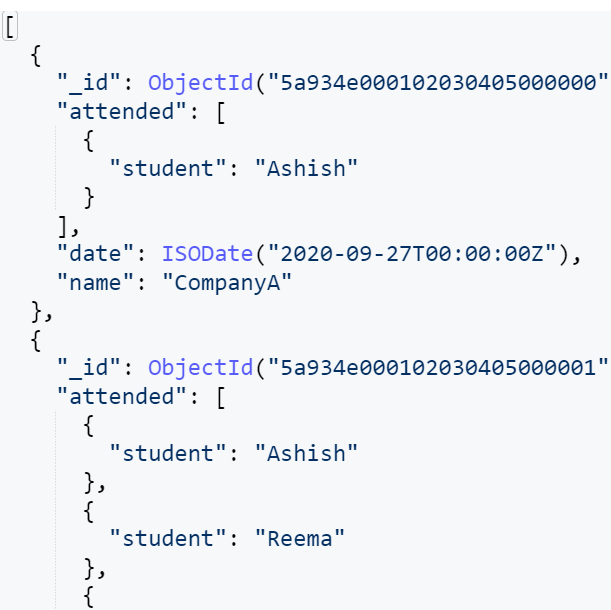 [
  {
    "_id": ObjectId("5a934e000102030405000000"
    "attended": [
      {
        "student": "Ashish"
      }
    ],
    "date": ISODate("2020-09-27T00:00:00Z"),
    "name": "CompanyA"
  },
  {
    "_id": ObjectId("5a934e000102030405000001"
    "attended": [
      {
        "student": "Ashish"
      },
      {
        "student": "Reema"
      },
      {